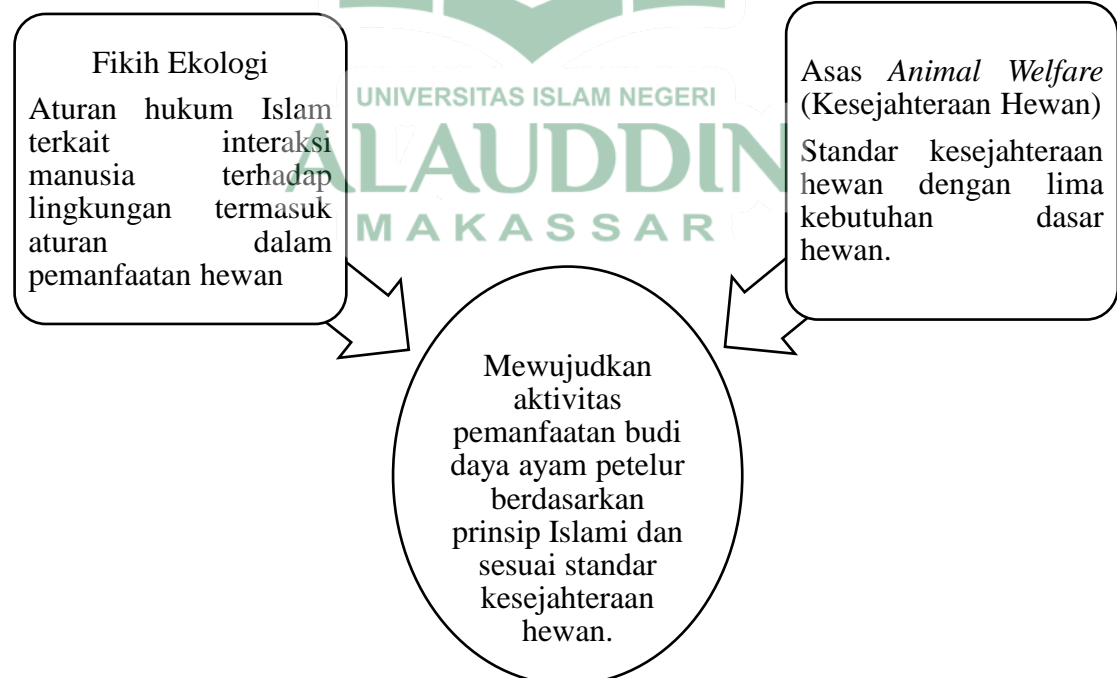 Fikih Ekologi
Aturan hukum Islam
terkait interaksi
manusia terhadap
lingkungan termasuk
aturan dalam
pemanfaatan hewan
UNIVERSITAS ISLAM NEGERI
ALAUDDIN
MAKASSAR
Asas Animal Welfare
(Kesejahteraan Hewan)
Standar kesejahteraan
hewan dengan lima
kebutuhan dasar
hewan.
Mewujudkan
aktivitas
pemanfaatan budi
daya ayam petelur
berdasarkan
prinsip Islami dan
sesuai standar
kesejahteraan
hewan.